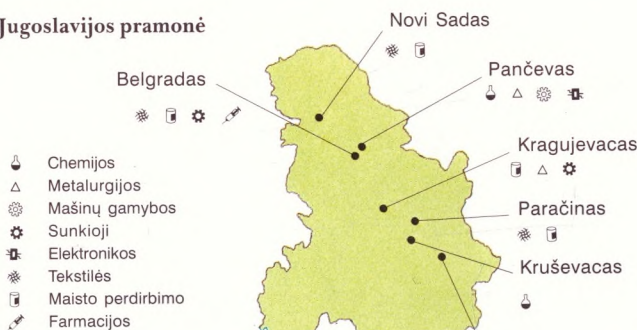 Jugoslavijos pramonė
Novi Sadas
Belgradas
Pančevas
Kragujevacas
Paračinas
Kruševacas
Chemijos
Metalurgijos
Mašinų gamybos
Sunkioji
Elektronikos
Tekstilės
Maisto perdirbimo
Farmacijos